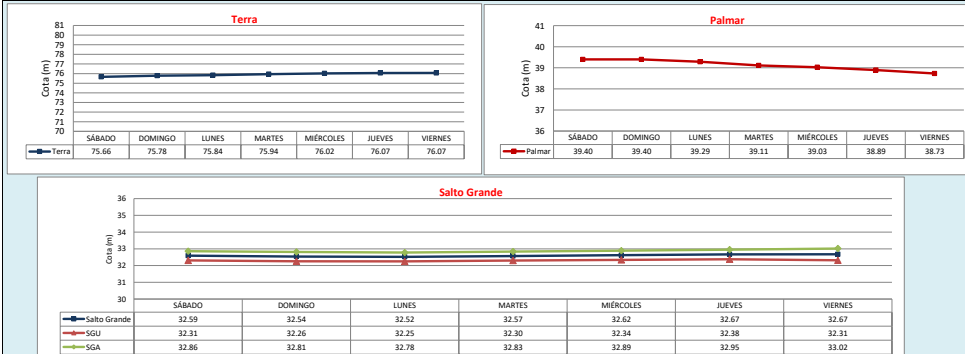 Terra
81
80
79
78
77
76
75
74
73
72
71
70
Cota (m)
SÁBADO DOMINGO LUNES MARTES MIÉRCOLES JUEVES VIERNES
Terra 75.66 75.78 75.84 75.94 76.02 76.07 76.07
Palmar
41
40
39
38
37
36
Cota (m)
SÁBADO DOMINGO LUNES MARTES MIÉRCOLES JUEVES VIERNES
Palmar 39.40 39.40 39.29 39.11 39.03 38.89 38.73
Salto Grande
36
35
34
33
32
31
30
Cota (m)
SÁBADO DOMINGO LUNES MARTES MIÉRCOLES JUEVES VIERNES
Salto Grande 32.59 32.54 32.52 32.57 32.62 32.67 32.67
SGU 32.31 32.26 32.25 32.30 32.34 32.38 32.31
SGA 32.86 32.81 32.78 32.83 32.89 32.95 33.02